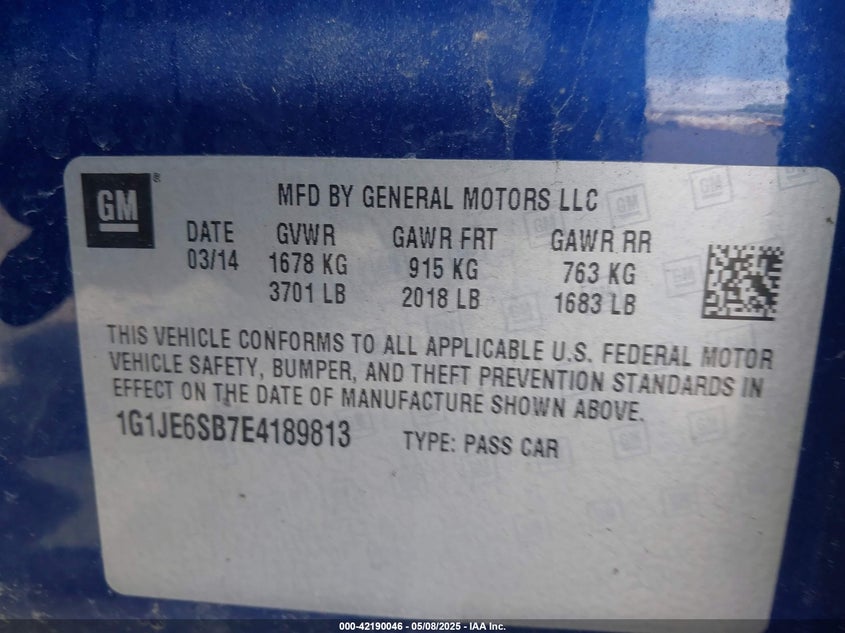 GM ®
MFD BY GENERAL MOTORS LLC
DATE GVWR GAWR FRT GAWR RR
03/14 1678 KG 915 KG 763 KG
3701 LB 2018 LB 1683 LB
THIS VEHICLE CONFORMS TO ALL APPLICABLE U.S. FEDERAL MOTOR
VEHICLE SAFETY, BUMPER, AND THEFT PREVENTION STANDARDS IN
EFFECT ON THE DATE OF MANUFACTURE SHOWN ABOVE.
1G1JE6SB7E4189813 TYPE: PASS CAR
000-42190046 - 05/08/2025 - IAA Inc.